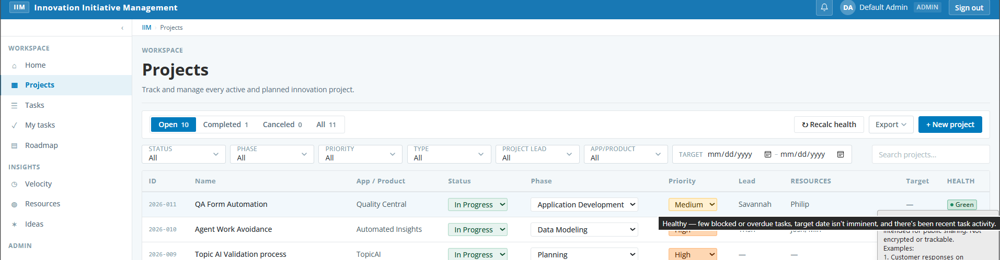 IIM Innovation Initiative Management
DA Default Admin ADMIN Sign out
IIM Projects
WORKSPACE
Home
Projects
Tasks
My tasks
Roadmap
INSIGHTS
Velocity
Resources
Ideas
ADMIN
WORKSPACE
Projects
Track and manage every active and planned innovation project.
Open 10 Completed 1 Canceled 0 All 11
↻ Recalc health Export + New project
STATUS PHASE PRIORITY TYPE PROJECT LEAD APP/PRODUCT
All All All All All All
TARGET mm/dd/yyyy – mm/dd/yyyy Search projects...
ID Name App / Product Status Phase Priority Lead RESOURCES Target HEALTH
2026-011 QA Form Automation Quality Central In Progress Application Development Medium Savannah Philip — Green
Healthy — few blocked or overdue tasks, target date isn't imminent, and there's been recent task activity.
2026-010 Agent Work Avoidance Automated Insights In Progress Data Modeling High
2026-009 Topic AI Validation process TopicAI In Progress Planning High — —
intended for public sharing. Not
encrypted or trackable.
Examples:
1. Customer responses on